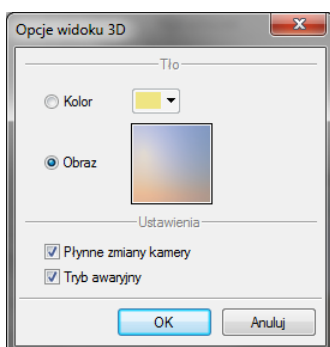 Opcje widoku 3D
Tło
Kolor
Obraz
Ustawienia
Płynne zmiany kamery
Tryb awaryjny
OK Anuluj